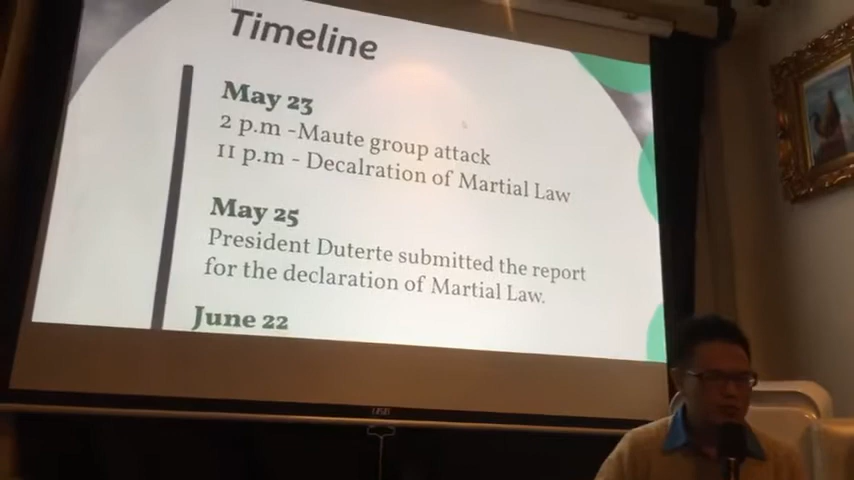 Timeline
May 23
2 p.m -Maute group attack
11 p.m - Decalration of Martial Law
May 25
President Duterte submitted the report
for the declaration of Martial Law.
June 22